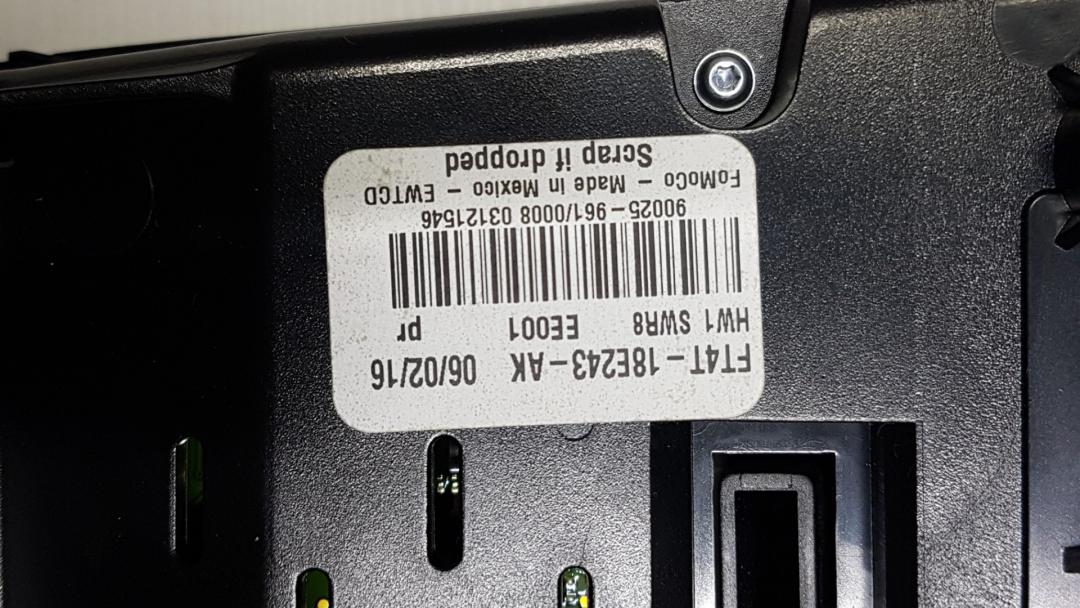 FT4T-18E243-AK 06/02/16
HW1 SWR8 EE001 pr
90025-961/0008 03121546
FoMoCo - Made in Mexico - EWTCD
Scrap if dropped